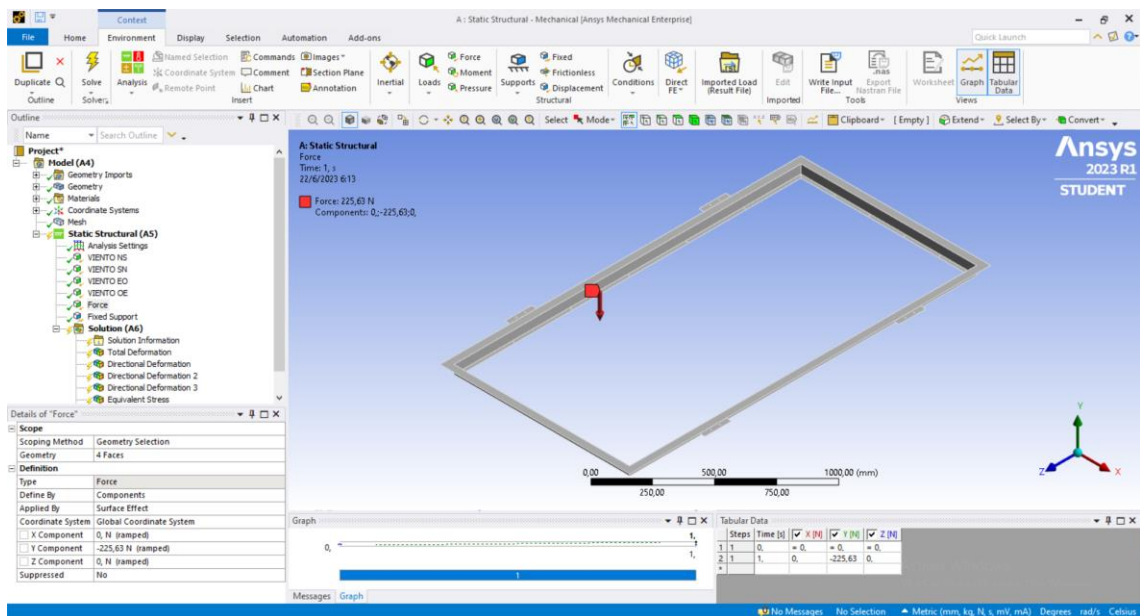 Context
A : Static Structural - Mechanical [Ansys Mechanical Enterprise]
File Home Environment Display Selection Automation Add-ons
Quick Launch
Duplicate Q
Outline
Solve
Solver
Analysis
Named Selection
Coordinate System
Remote Point
Commands
Comment
Chart
Images
Section Plane
Annotation
Insert
Inertial
Loads
Force
Moment
Pressure
Supports
Fixed
Frictionless
Displacement
Conditions
Direct FE
Structural
Imported Load (Result File)
Edit
Imported
Write Input File...
Export Nastran File
.nas
Tools
Worksheet
Graph
Tabular Data
Views
Outline
Select Mode Clipboard [ Empty ] Extend Select By Convert
Name Search Outline
Project*
Model (A4)
Geometry Imports
Geometry
Materials
Coordinate Systems
Mesh
Static Structural (A5)
Analysis Settings
VIENTO NS
VIENTO SN
VIENTO EO
VIENTO OE
Force
Fixed Support
Solution (A6)
Solution Information
Total Deformation
Directional Deformation
Directional Deformation 2
Directional Deformation 3
Equivalent Stress
Details of "Force"
Scope
Scoping Method Geometry Selection
Geometry 4 Faces
Definition
Type Force
Define By Components
Applied By Surface Effect
Coordinate System Global Coordinate System
X Component 0, N (ramped)
Y Component -225,63 N (ramped)
Z Component 0, N (ramped)
Suppressed No
A: Static Structural
Force
Time: 1, s
22/6/2023 6:13
Force: 225,63 N
Components: 0,;-225,63;0,
Ansys
2023 R1
STUDENT
0,00 500,00 1000,00 (mm)
250,00 750,00
Y
Z X
Graph
1,
0,
1,
1
Messages Graph
Tabular Data
Steps Time [s] X [N] Y [N] Z [N]
1 1 0, = 0, = 0, = 0,
2 1 1, 0, -225,63 0,
*
No Messages No Selection Metric (mm, kg, N, s, mV, mA) Degrees rad/s Celsius